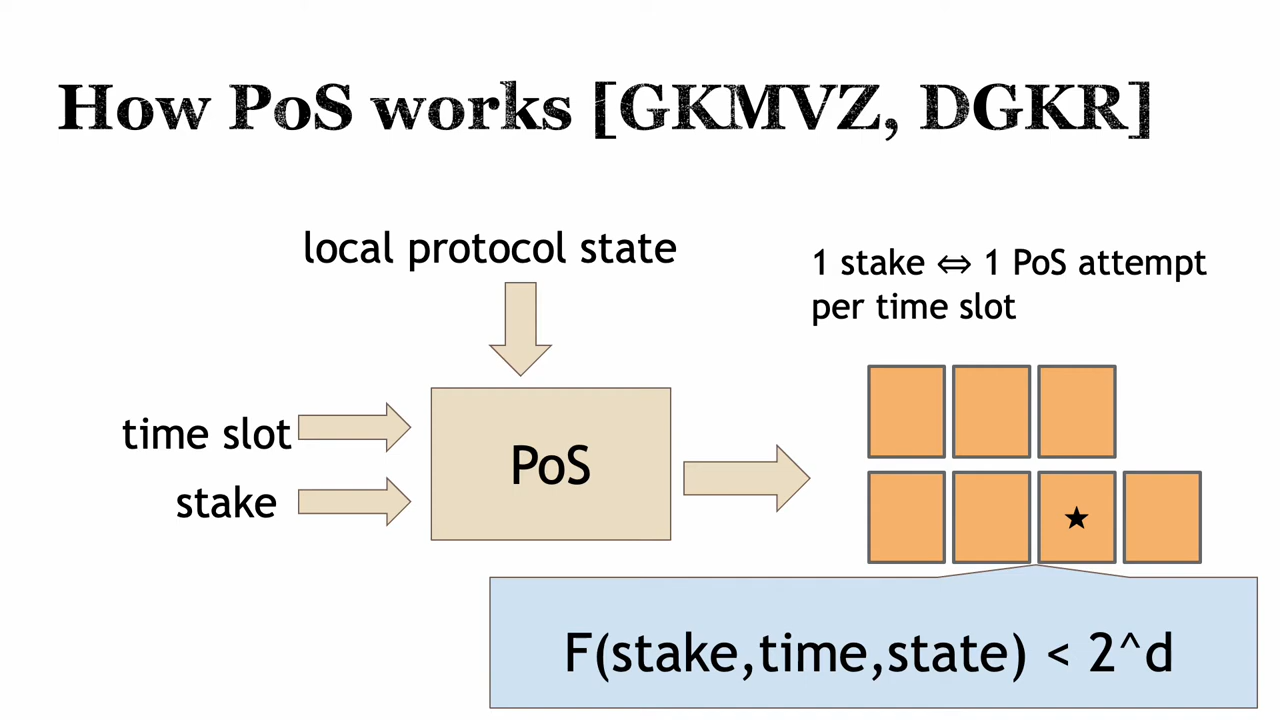 How PoS works [GKMVZ, DGKR]
local protocol state
1 stake ⇔ 1 PoS attempt
per time slot
time slot
stake
PoS
★
F(stake,time,state) < 2^d